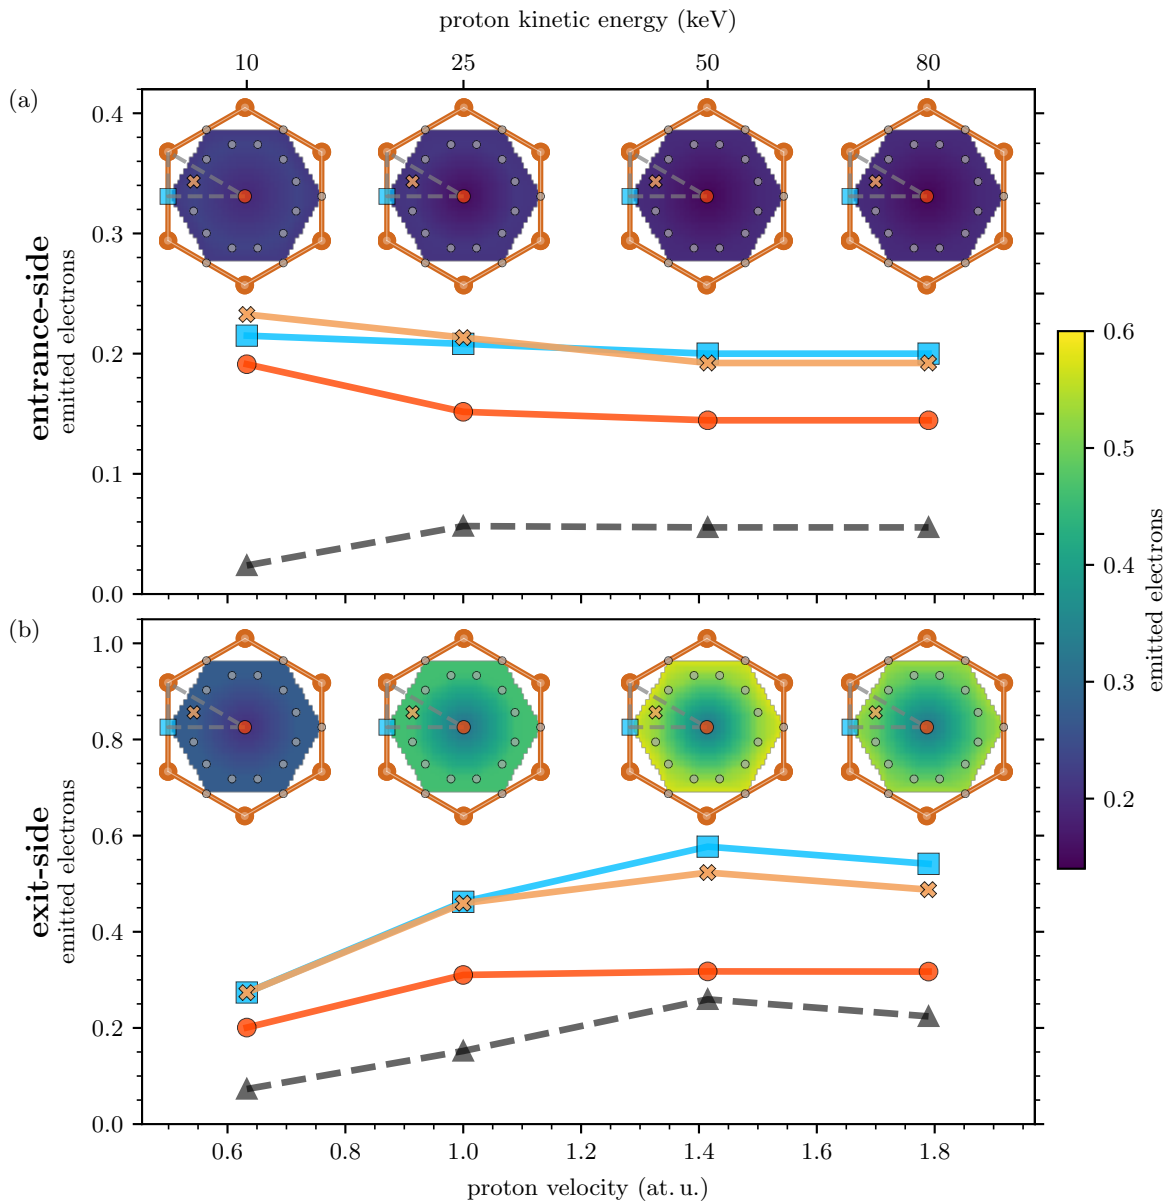 proton kinetic energy (keV)
10 25 50 80
(a)
0.4
0.3
0.2
0.1
0.0
entrance-side
emitted electrons
(b)
1.0
0.8
0.6
0.4
0.2
0.0
exit-side
emitted electrons
0.6 0.8 1.0 1.2 1.4 1.6 1.8
proton velocity (at. u.)
0.6
0.5
0.4
0.3
0.2
emitted electrons